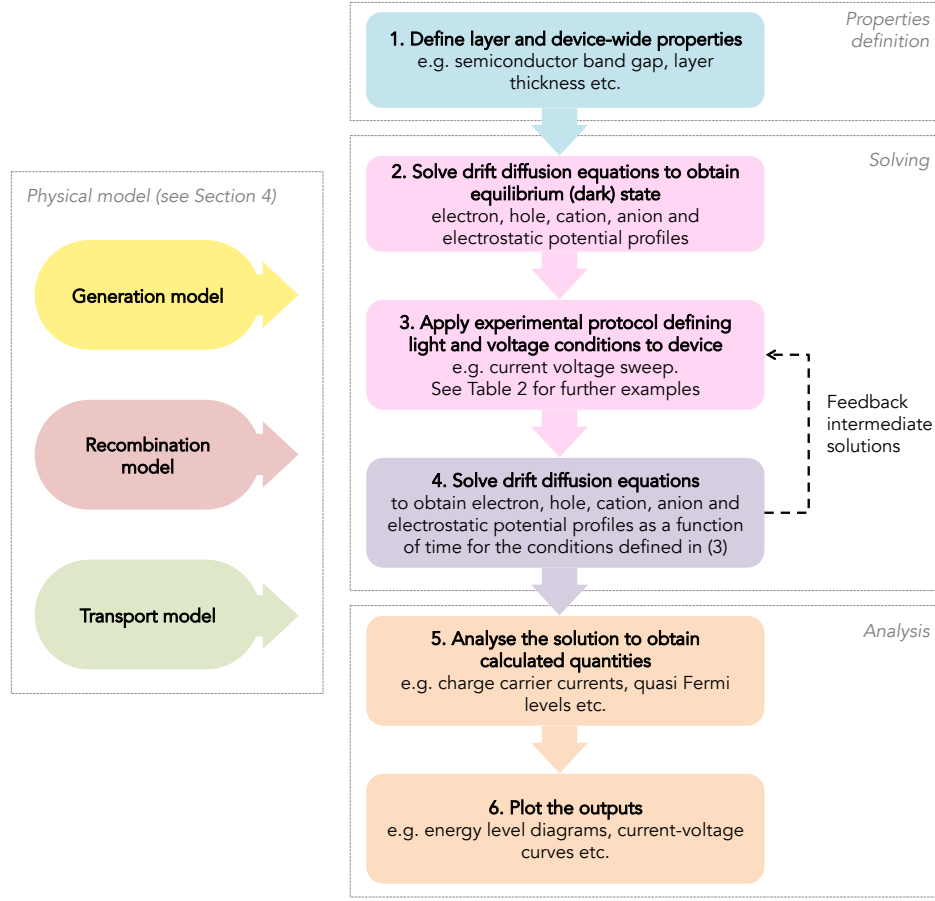 Properties
definition
1. Define layer and device-wide properties
e.g. semiconductor band gap, layer
thickness etc.
Solving
2. Solve drift diffusion equations to obtain
equilibrium (dark) state
electron, hole, cation, anion and
electrostatic potential profiles
Physical model (see Section 4)
Generation model
3. Apply experimental protocol defining
light and voltage conditions to device
e.g. current voltage sweep.
See Table 2 for further examples
Feedback
intermediate
solutions
Recombination
model
4. Solve drift diffusion equations
to obtain electron, hole, cation, anion and
electrostatic potential profiles as a function
of time for the conditions defined in (3)
Transport model
Analysis
5. Analyse the solution to obtain
calculated quantities
e.g. charge carrier currents, quasi Fermi
levels etc.
6. Plot the outputs
e.g. energy level diagrams, current-voltage
curves etc.